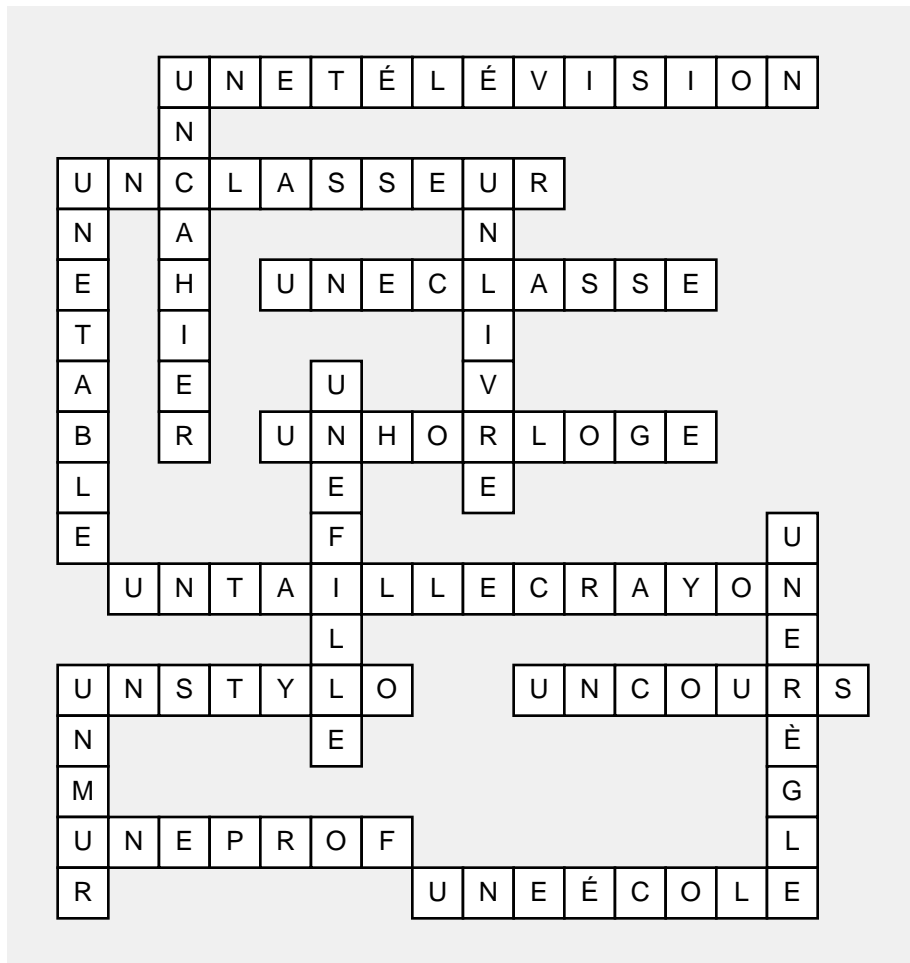 UNETÉLÉVISION
UNCAHIER
UNCLASSEUR
UNETABLE
UNLIVRE
UNECLASSE
UNEFILLE
UNHORLOGE
UNERÈGLE
UNTAILLECRAYON
UNSTYLO
UNMUR
UNCOURS
UNEPROF
UNEÉCOLE